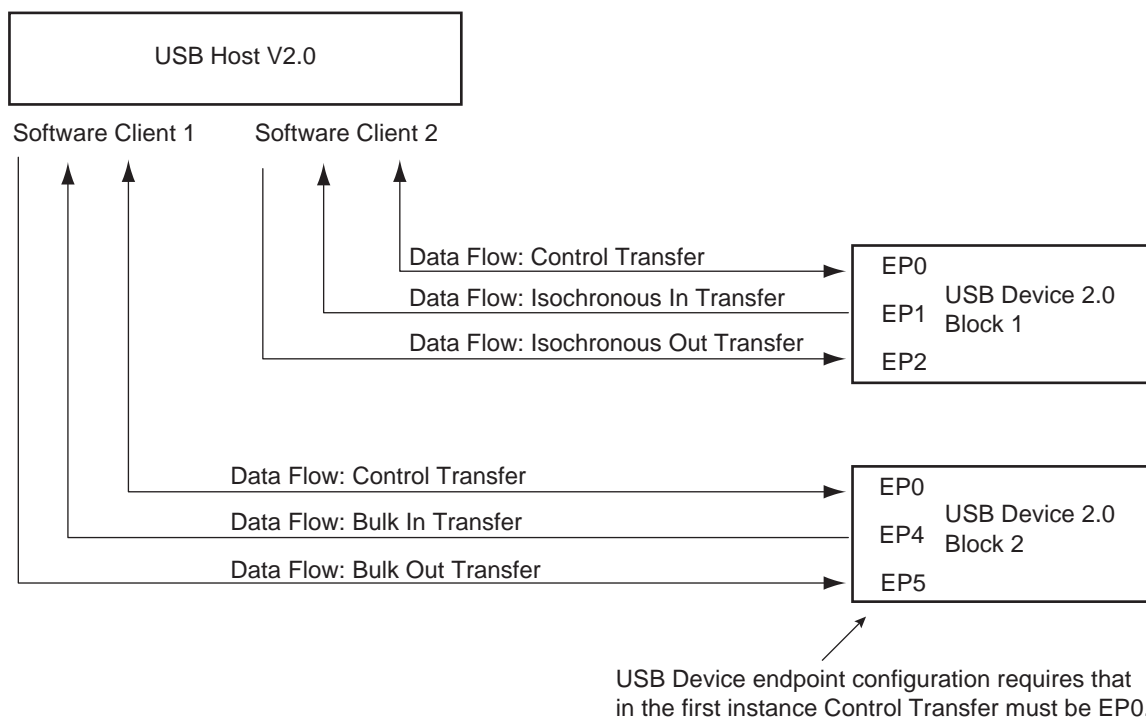 USB Host V2.0
Software Client 1
Software Client 2
Data Flow: Control Transfer
Data Flow: Isochronous In Transfer
Data Flow: Isochronous Out Transfer
EP0
EP1
EP2
USB Device 2.0
Block 1
Data Flow: Control Transfer
Data Flow: Bulk In Transfer
Data Flow: Bulk Out Transfer
EP0
EP4
EP5
USB Device 2.0
Block 2
USB Device endpoint configuration requires that
in the first instance Control Transfer must be EP0.